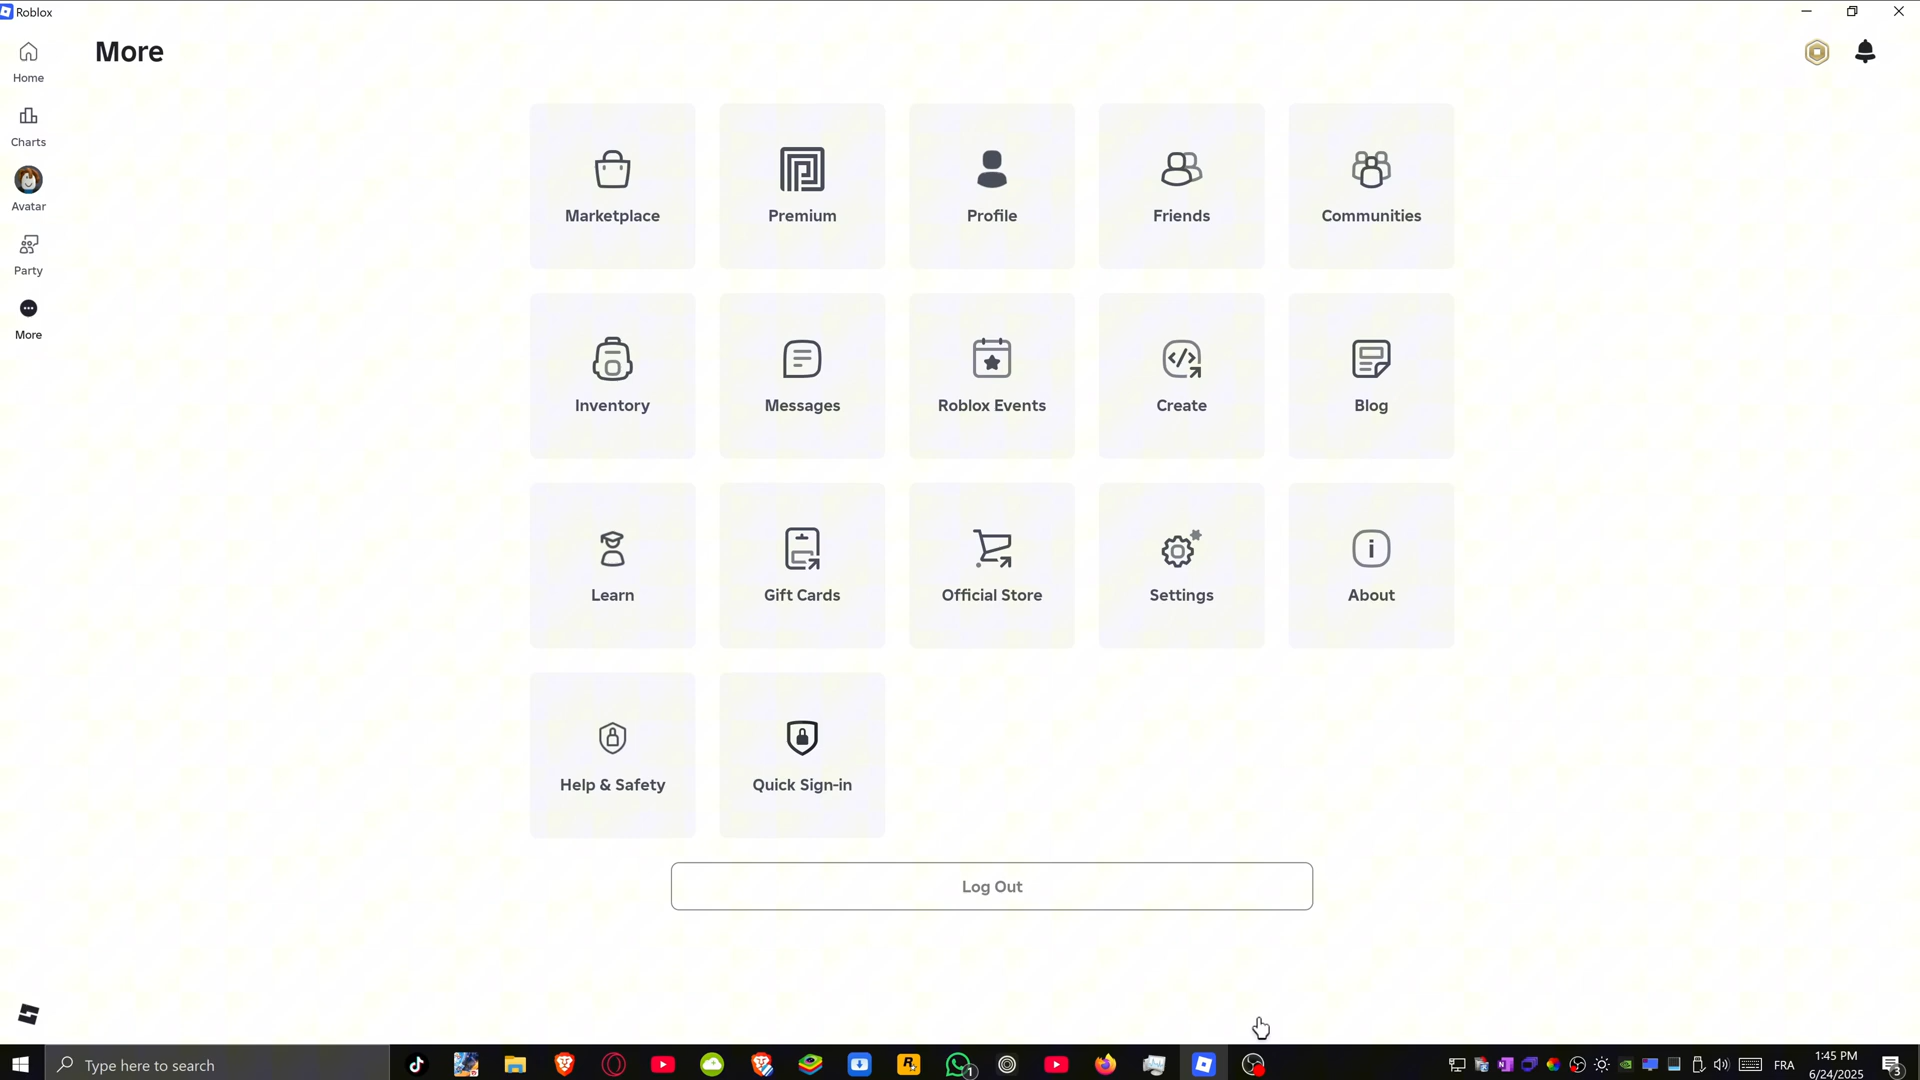 Roblox
More
Home
Charts
Avatar
Party
More
Marketplace
Premium
Profile
Friends
Communities
Inventory
Messages
Roblox Events
Create
Blog
Learn
Gift Cards
Official Store
Settings
About
Help & Safety
Quick Sign-in
Log Out
Type here to search
1
FRA
1:45 PM
6/24/2025
3